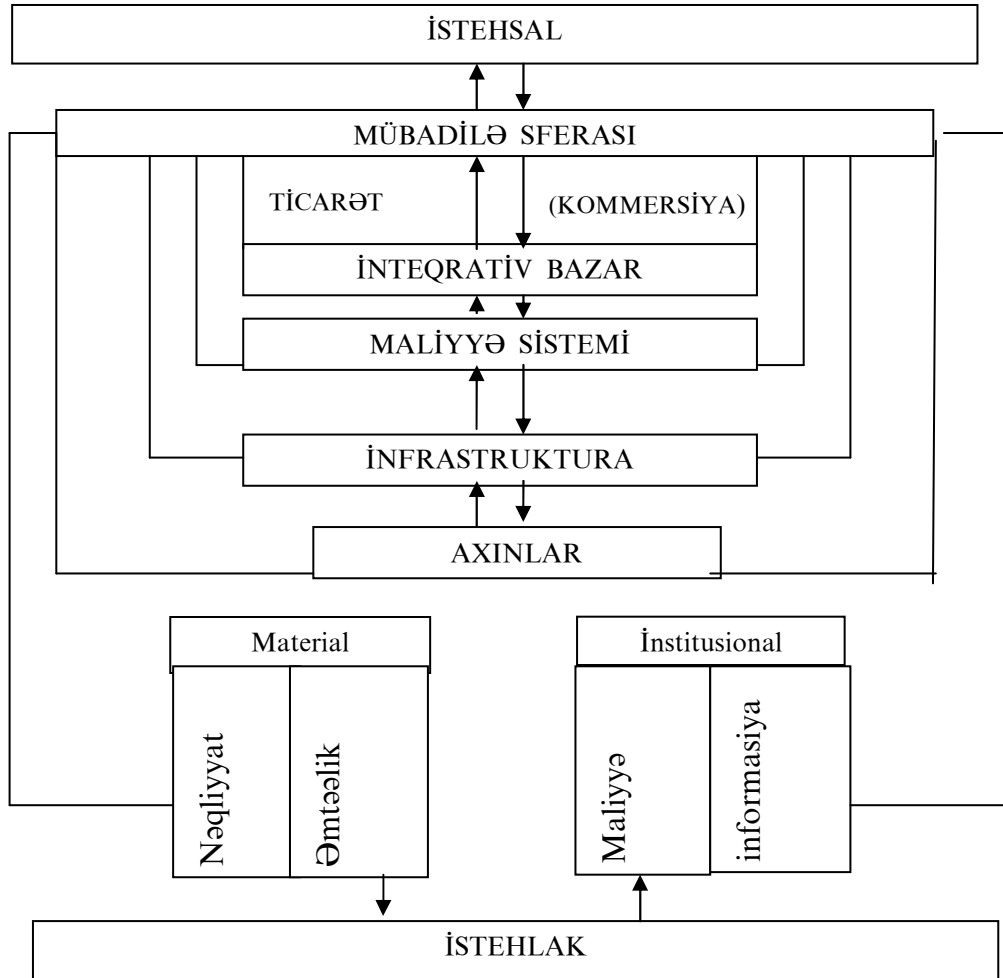 İSTEHSAL
MÜBADİLƏ SFERASI
TİCARƏT (KOMMERSİYA)
İNTEQRATİV BAZAR
MALİYYƏ SİSTEMİ
İNFRASTRUKTURA
AXINLAR
Material İnstitusional
Nəqliyyat
Əmtəəlik
Maliyyə
informasiya
İSTEHLAK